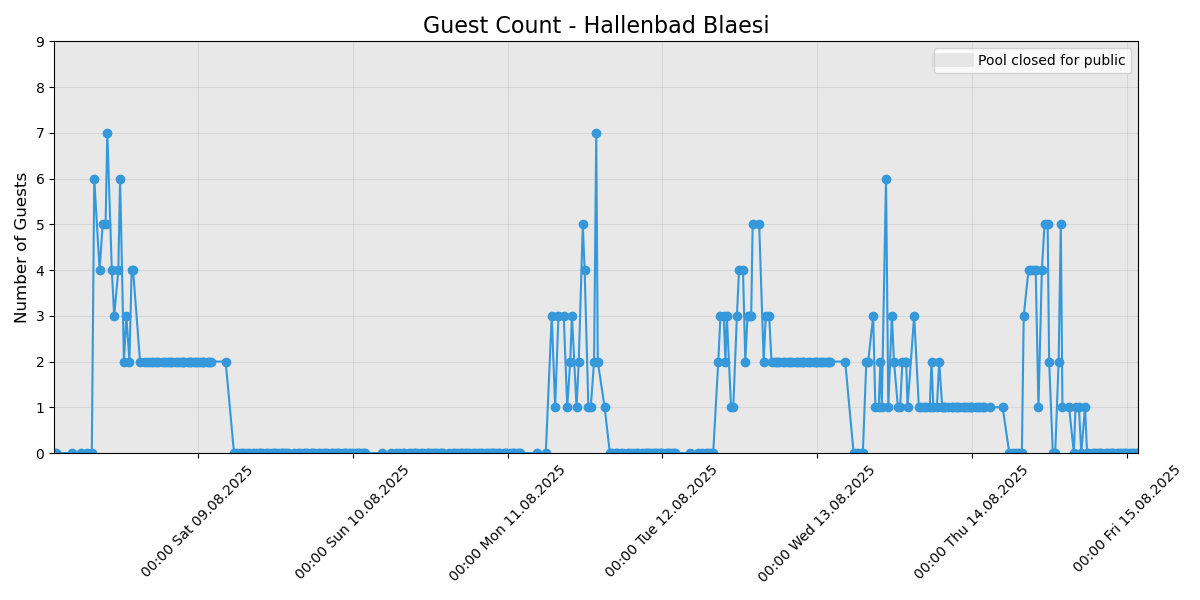 Guest Count - Hallenbad Blaesi
Pool closed for public
Number of Guests
9
8
7
6
5
4
3
2
1
0
00:00 Sat 09.08.2025
00:00 Sun 10.08.2025
00:00 Mon 11.08.2025
00:00 Tue 12.08.2025
00:00 Wed 13.08.2025
00:00 Thu 14.08.2025
00:00 Fri 15.08.2025